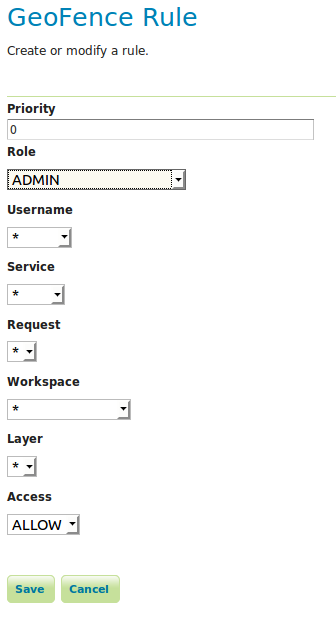 GeoFence Rule
Create or modify a rule.
Priority
0
Role
ADMIN
Username
*
Service
*
Request
*
Workspace
*
Layer
*
Access
ALLOW
Save Cancel